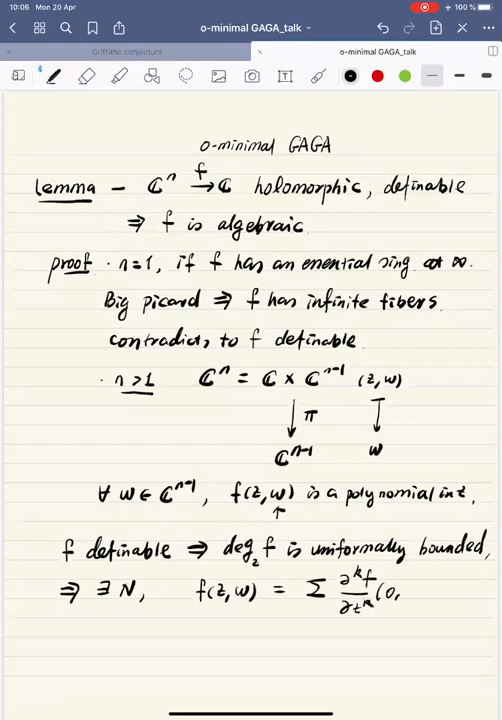 10:06 Mon 20 Apr
100 %
o-minimal GAGA_talk
Griffiths conjecture
o-minimal GAGA_talk
o-minimal GAGA
Lemma – ℂⁿ →f ℂ holomorphic, definable
⇒ f is algebraic.
proof · n=1, if f has an essential sing at ∞.
Big picard ⇒ f has infinite fibers.
contradicts to f definable.
· n>1 ℂⁿ = ℂ × ℂⁿ⁻¹ (z, w)
↓ π ↓
ℂⁿ⁻¹ w
∀ w ∈ ℂⁿ⁻¹, f(z, w) is a polynomial in z,
↑
f definable ⇒ deg_z f is uniformally bounded,
⇒ ∃ N, f(z, w) = Σ ∂ᵏf/∂zᵏ (0,